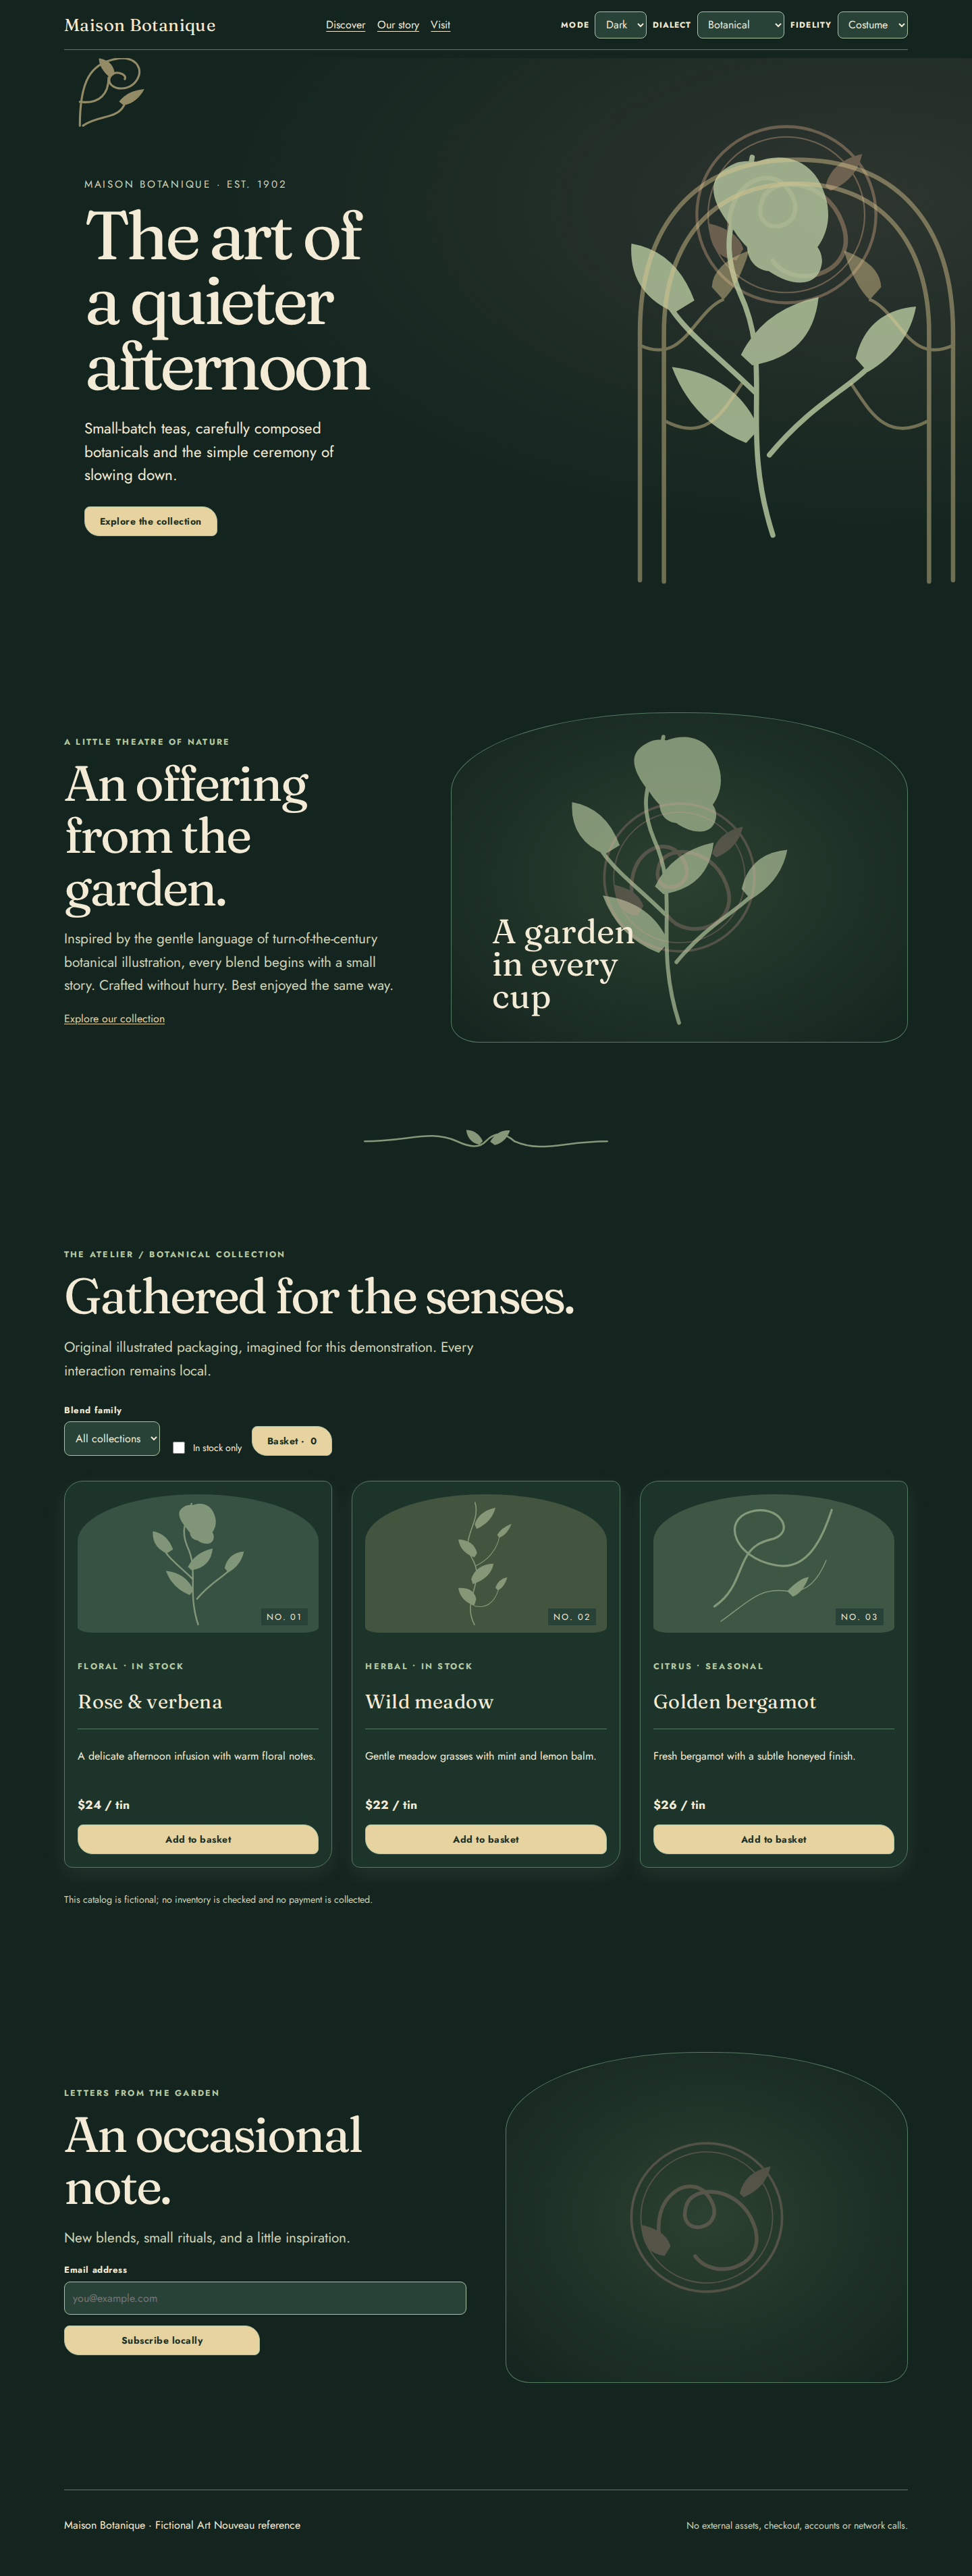 Maison Botanique
Discover Our story Visit
MODE Dark DIALECT Botanical FIDELITY Costume
MAISON BOTANIQUE · EST. 1902
The art of
a quieter
afternoon
Small-batch teas, carefully composed
botanicals and the simple ceremony of
slowing down.
Explore the collection
A LITTLE THEATRE OF NATURE
An offering
from the
garden.
Inspired by the gentle language of turn-of-the-century
botanical illustration, every blend begins with a small
story. Crafted without hurry. Best enjoyed the same way.
Explore our collection
A garden
in every
cup
THE ATELIER / BOTANICAL COLLECTION
Gathered for the senses.
Original illustrated packaging, imagined for this demonstration. Every
interaction remains local.
Blend family
All collections
In stock only
Basket · 0
NO. 01
FLORAL · IN STOCK
Rose & verbena
A delicate afternoon infusion with warm floral notes.
$24 / tin
Add to basket
NO. 02
HERBAL · IN STOCK
Wild meadow
Gentle meadow grasses with mint and lemon balm.
$22 / tin
Add to basket
NO. 03
CITRUS · SEASONAL
Golden bergamot
Fresh bergamot with a subtle honeyed finish.
$26 / tin
Add to basket
This catalog is fictional; no inventory is checked and no payment is collected.
LETTERS FROM THE GARDEN
An occasional
note.
New blends, small rituals, and a little inspiration.
Email address
you@example.com
Subscribe locally
Maison Botanique · Fictional Art Nouveau reference
No external assets, checkout, accounts or network calls.